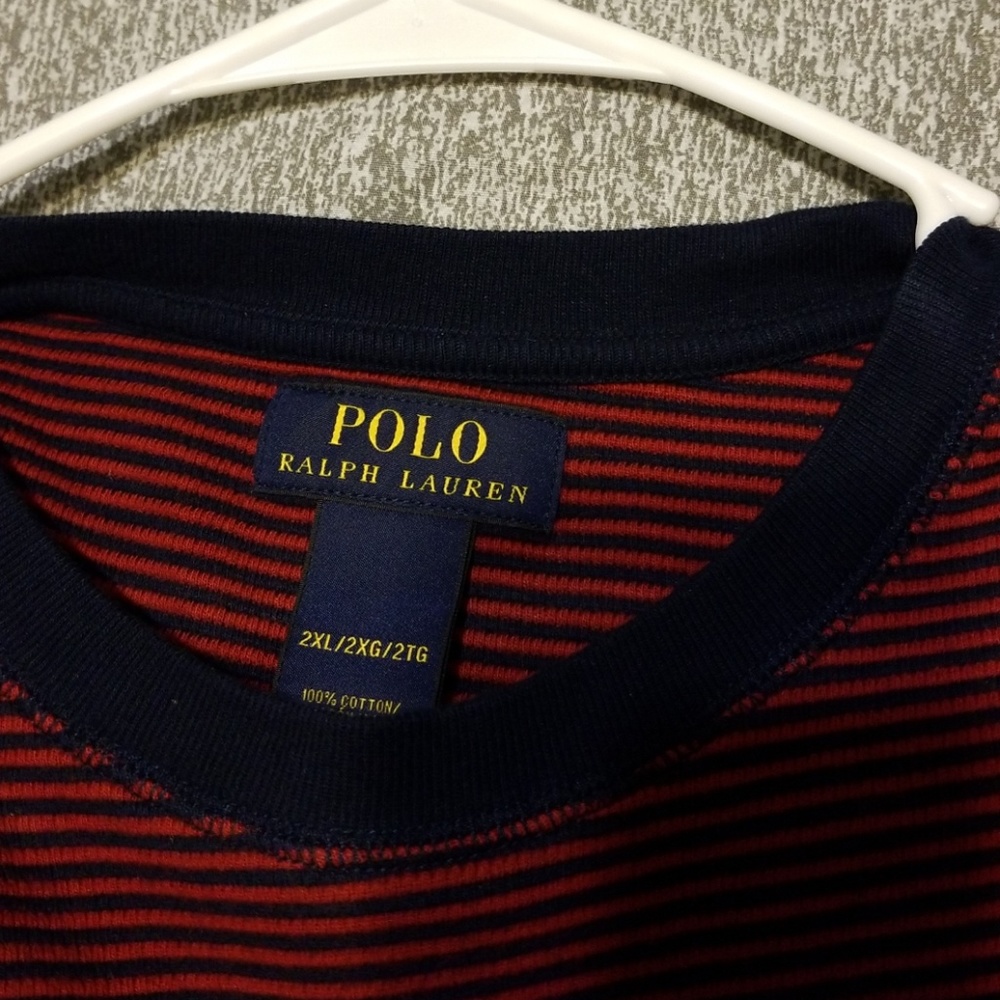 POLO
RALPH LAUREN
2XL/2XG/2TG
100% COTTON/